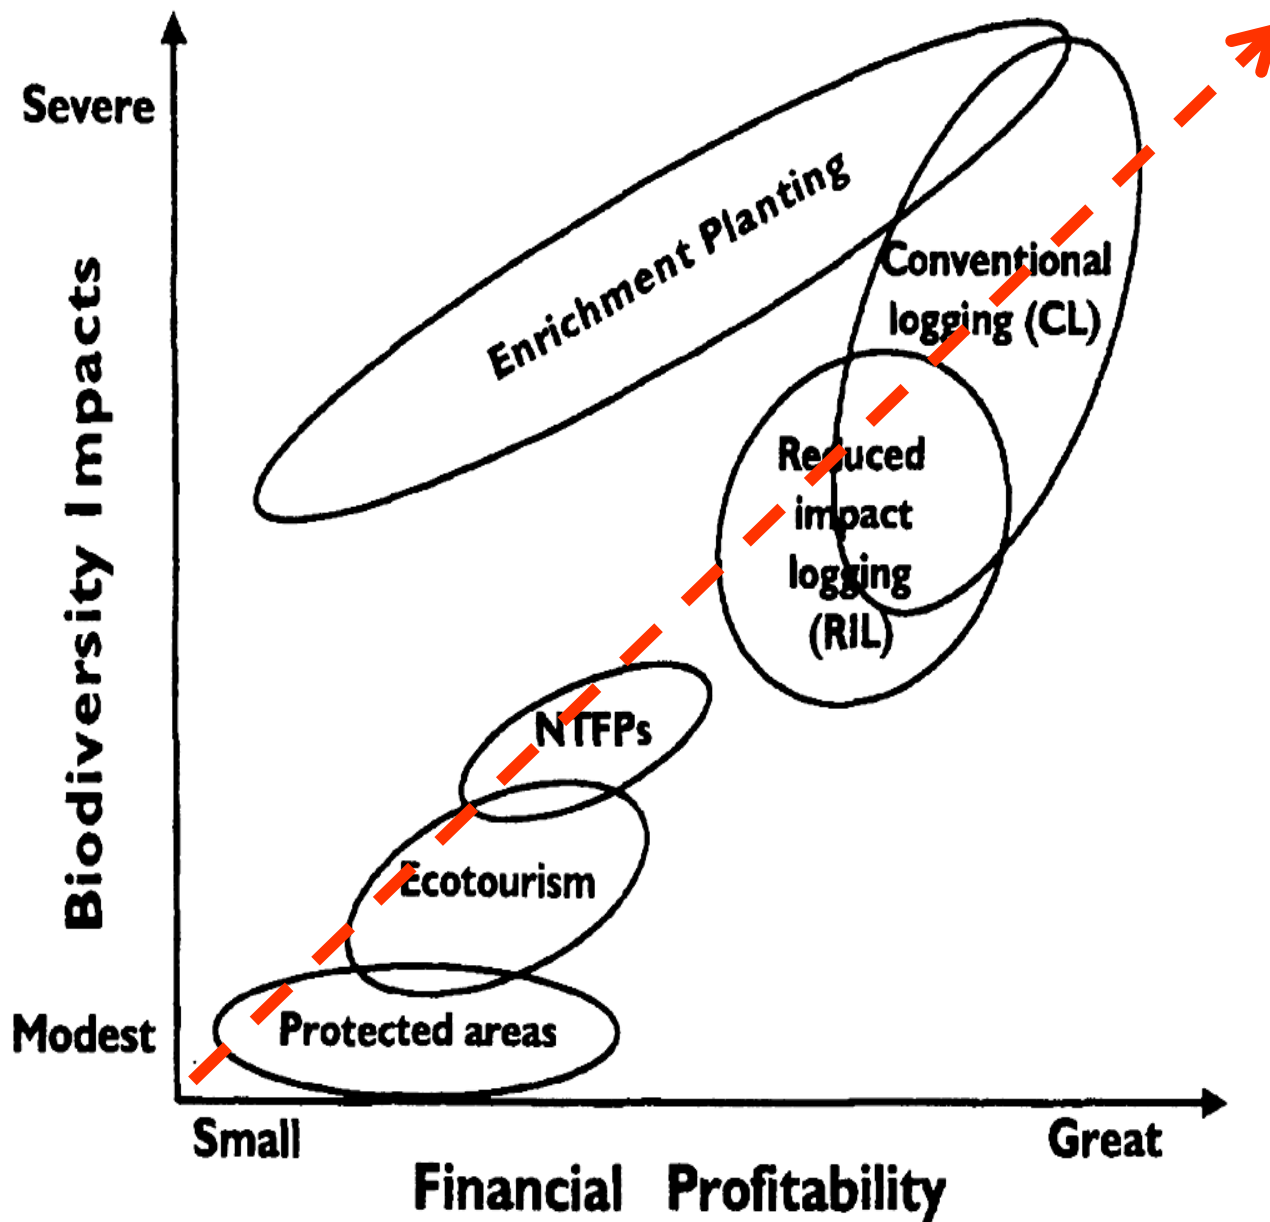 Severe
Enrichment Planting
Conventional
logging (CL)
Reduced
impact
logging
(RIL)
NTFPs
Ecotourism
Protected areas
Modest
Biodiversity Impacts
Small
Great
Financial Profitability